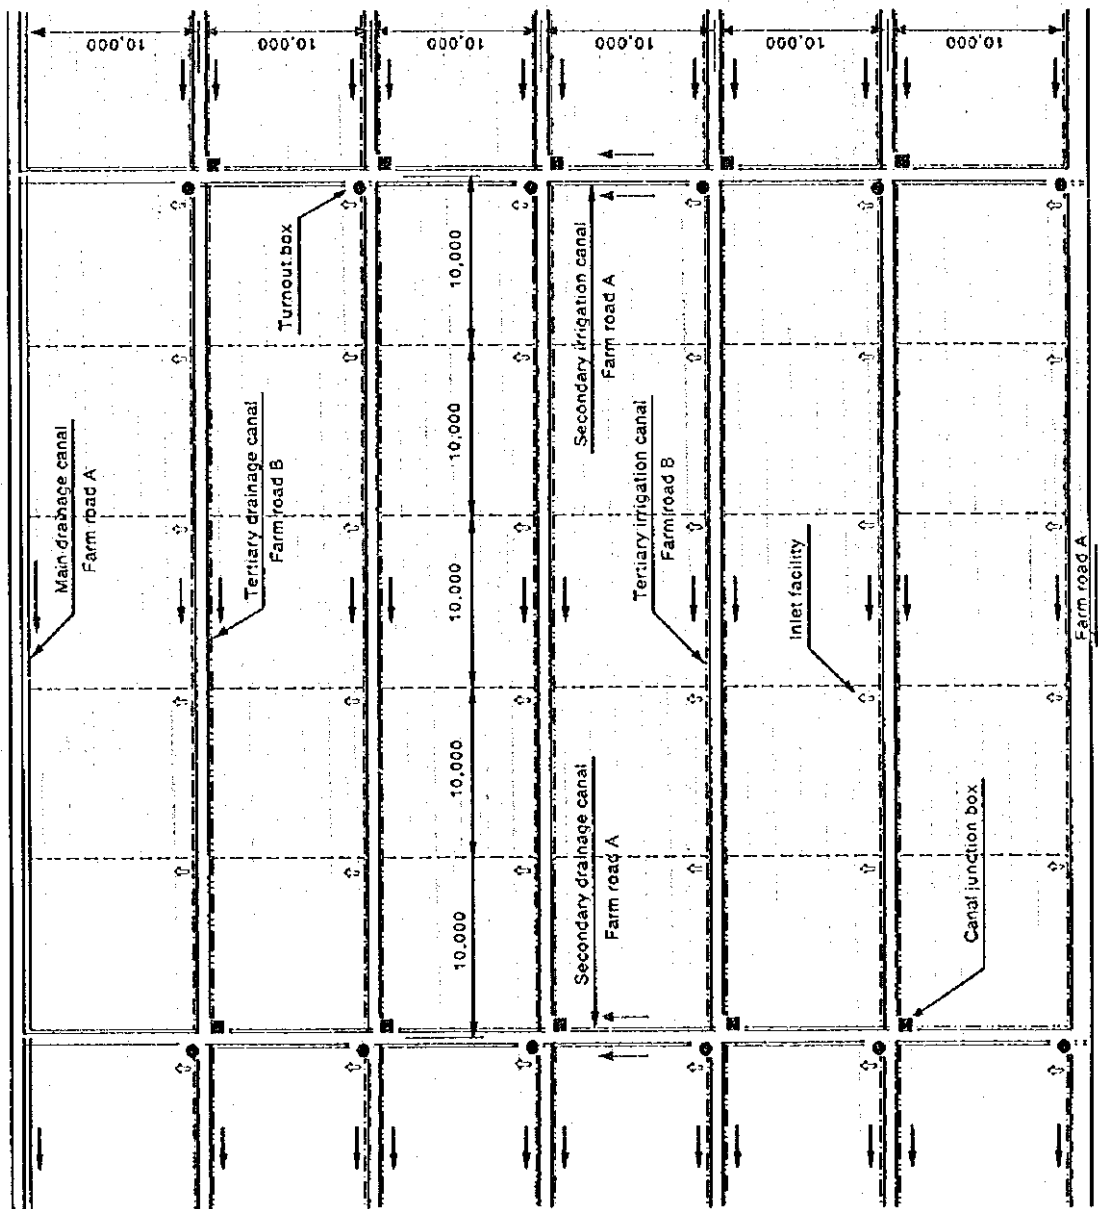 10,000
10,000
10,000
10,000
10,000
10,000
Main drainage canal
Farm road A
Tertiary drainage canal
Farm road B
Turnout box
10,000
10,000
10,000
10,000
10,000
Secondary irrigation canal
Farm road A
Secondary drainage canal
Farm road A
Tertiary irrigation canal
Farm road B
Inlet facility
Canal junction box
Farm road A